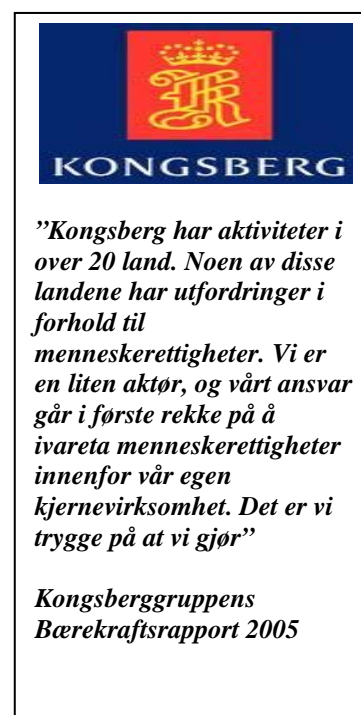 KONGSBERG
”Kongsberg har aktiviteter i
over 20 land. Noen av disse
landene har utfordringer i
forhold til
menneskerettigheter. Vi er
en liten aktør, og vårt ansvar
går i første rekke på å
ivareta menneskerettigheter
innenfor vår egen
kjernevirksomhet. Det er vi
trygge på at vi gjør”
Kongsberggruppens
Bærekraftsrapport 2005